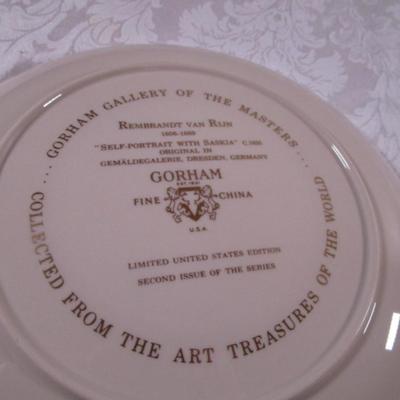 .... GORHAM GALLERY OF THE MASTERS ....
REMBRANDT VAN RIJN
1606-1669
"SELF-PORTRAIT WITH SASKIA" C.1635
ORIGINAL IN
GEMÄLDEGALERIE, DRESDEN, GERMANY
GORHAM
EST. 1831
FINE CHINA
U.S.A.
LIMITED UNITED STATES EDITION
SECOND ISSUE OF THE SERIES
COLLECTED FROM THE ART TREASURES OF THE WORLD